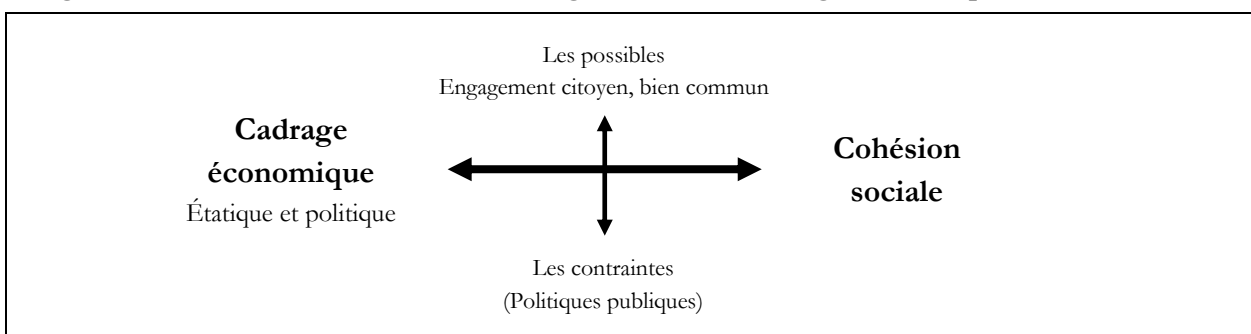 Les possibles
Engagement citoyen, bien commun
Cadrage
économique
Étatique et politique
Cohésion
sociale
Les contraintes
(Politiques publiques)